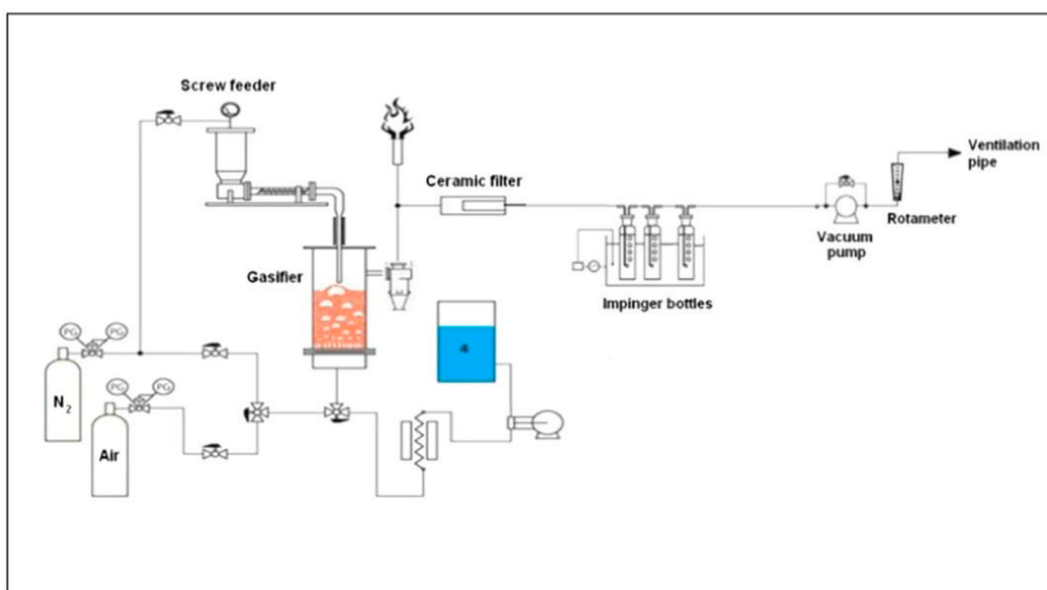 Screw feeder
Ceramic filter
Ventilation
pipe
Rotameter
Vacuum
pump
Gasifier
Impinger bottles
PG
PG
N2
PG
PG
Air